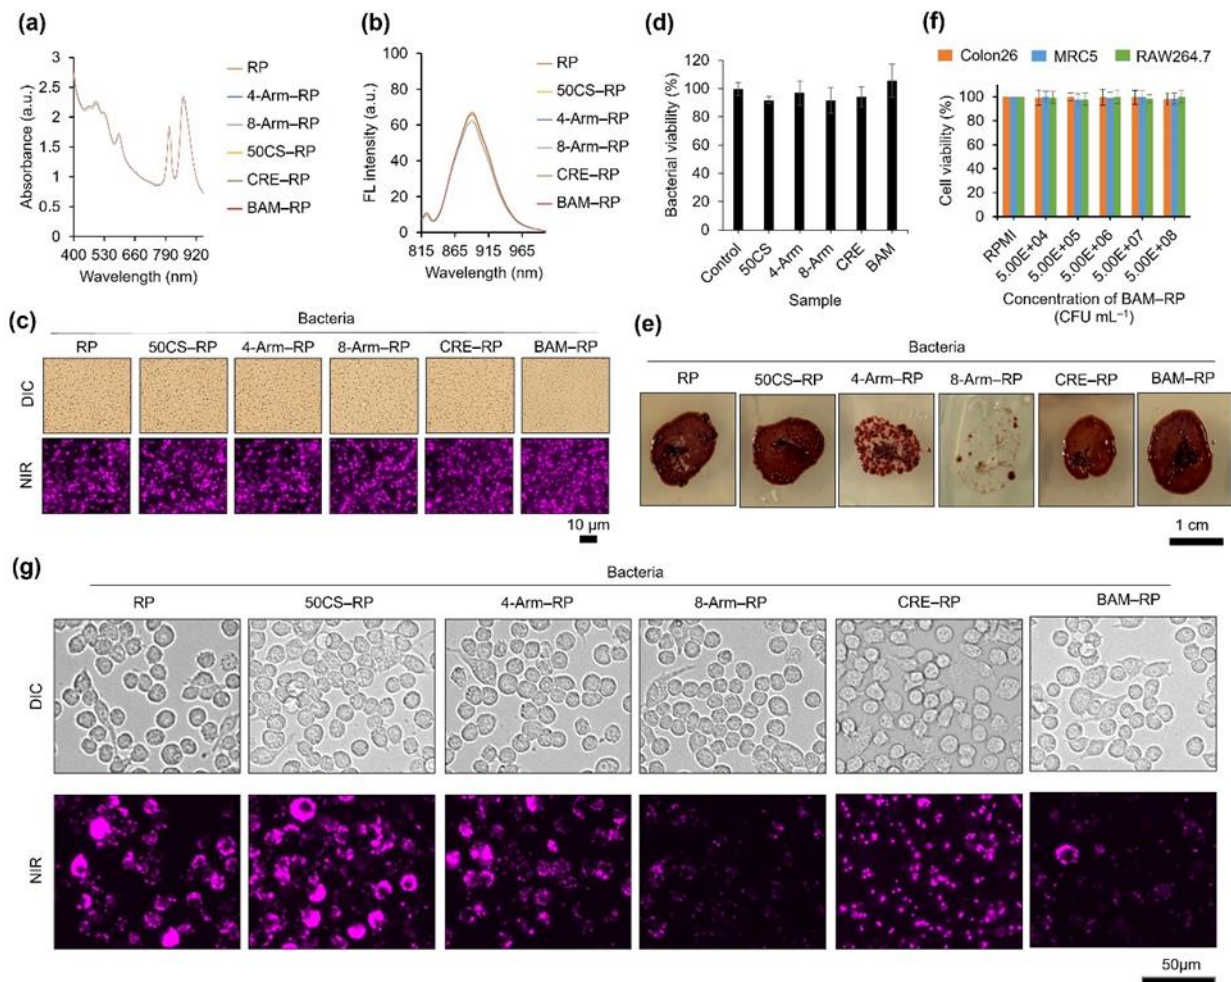 (a)
Absorbance (a.u.)
3
2.5
2
1.5
1
0.5
0
400 530 660 790 920
Wavelength (nm)
RP
4-Arm–RP
8-Arm–RP
50CS–RP
CRE–RP
BAM–RP
(b)
FL intensity (a.u.)
100
80
60
40
20
0
815 865 915 965
Wavelength (nm)
RP
50CS–RP
4-Arm–RP
8-Arm–RP
CRE–RP
BAM–RP
(d)
Bacterial viability (%)
120
100
80
60
40
20
0
Control 50CS 4-Arm 8-Arm CRE BAM
Sample
(f)
Colon26 MRC5 RAW264.7
Cell viability (%)
120
100
80
60
40
20
0
RPMI 5.00E+04 5.00E+05 5.00E+06 5.00E+07 5.00E+08
Concentration of BAM–RP
(CFU mL⁻¹)
(c)
Bacteria
RP 50CS–RP 4-Arm–RP 8-Arm–RP CRE–RP BAM–RP
DIC
NIR
10 µm
(e)
Bacteria
RP 50CS–RP 4-Arm–RP 8-Arm–RP CRE–RP BAM–RP
1 cm
(g)
Bacteria
RP 50CS–RP 4-Arm–RP 8-Arm–RP CRE–RP BAM–RP
DIC
NIR
50µm